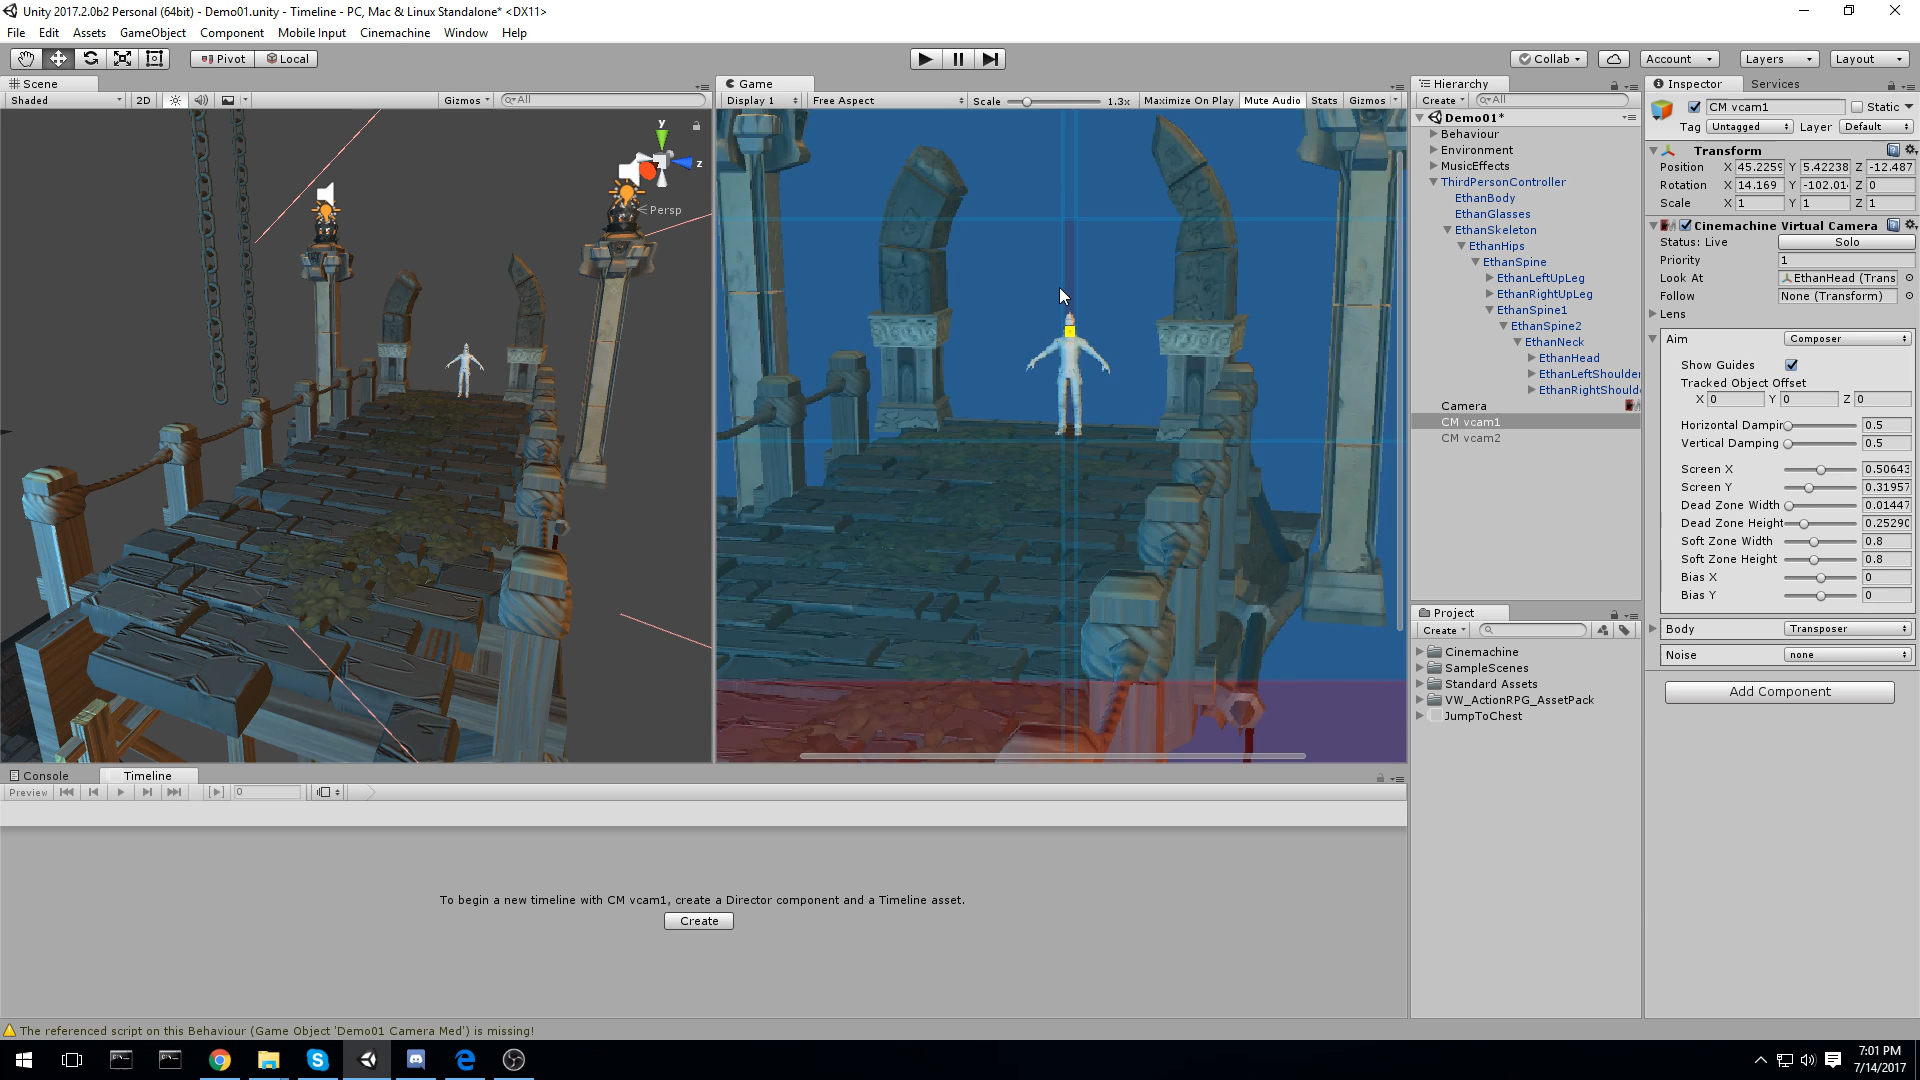 Unity 2017.2.0b2 Personal (64bit) - Demo01.unity - Timeline - PC, Mac & Linux Standalone* <DX11>
File Edit Assets GameObject Component Mobile Input Cinemachine Window Help
Pivot Local Collab Account Layers Layout
Scene
Shaded 2D Gizmos All
y
z
Persp
Game
Display 1 Free Aspect Scale 1.3x Maximize On Play Mute Audio Stats Gizmos
Hierarchy
Create All
Demo01*
Behaviour
Environment
MusicEffects
ThirdPersonController
EthanBody
EthanGlasses
EthanSkeleton
EthanHips
EthanSpine
EthanLeftUpLeg
EthanRightUpLeg
EthanSpine1
EthanSpine2
EthanNeck
EthanHead
EthanLeftShoulder
EthanRightShould
Camera
CM vcam1
CM vcam2
Project
Create
Cinemachine
SampleScenes
Standard Assets
VW_ActionRPG_AssetPack
JumpToChest
Inspector Services
CM vcam1 Static
Tag Untagged Layer Default
Transform
Position X 45.2259 Y 5.42238 Z -12.487
Rotation X 14.169 Y -102.01 Z 0
Scale X 1 Y 1 Z 1
Cinemachine Virtual Camera
Status: Live Solo
Priority 1
Look At EthanHead (Trans
Follow None (Transform)
Lens
Aim Composer
Show Guides
Tracked Object Offset
X 0 Y 0 Z 0
Horizontal Dampin 0.5
Vertical Damping 0.5
Screen X 0.50643
Screen Y 0.31957
Dead Zone Width 0.01447
Dead Zone Height 0.25290
Soft Zone Width 0.8
Soft Zone Height 0.8
Bias X 0
Bias Y 0
Body Transposer
Noise none
Add Component
Console Timeline
Preview 0
To begin a new timeline with CM vcam1, create a Director component and a Timeline asset.
Create
The referenced script on this Behaviour (Game Object 'Demo01 Camera Med') is missing!
7:01 PM
7/14/2017